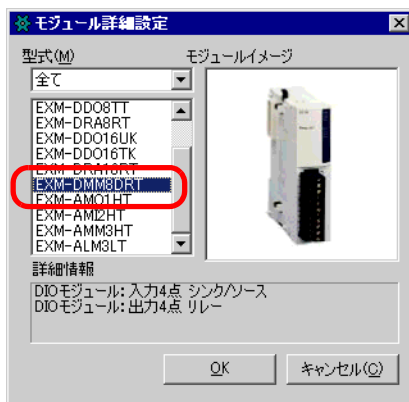 モジュール詳細設定
型式(M)
モジュールイメージ
全て
EXM-DDO8TT
EXM-DRA8RT
EXM-DDO16UK
EXM-DDO16TK
EXM-DRA16RT
EXM-DMM8DRT
EXM-AMO1HT
EXM-AMI2HT
EXM-AMM3HT
EXM-ALM3LT
詳細情報
DIOモジュール:入力4点 シンク/ソース
DIOモジュール:出力4点 リレー
OK
キャンセル(C)